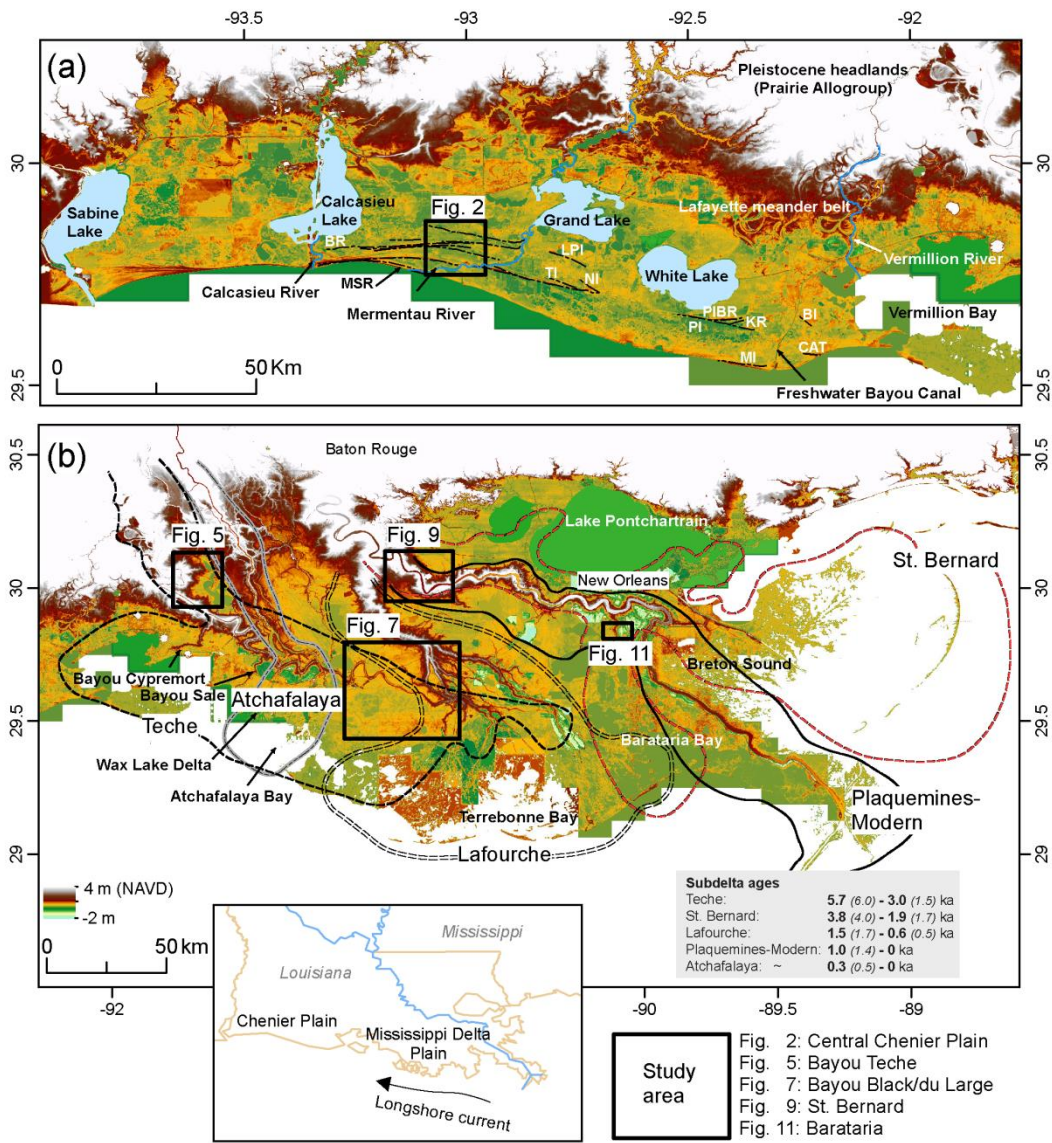 -93.5
-93
-92.5
-92
(a)
Pleistocene headlands
(Prairie Allogroup)
30
30
Sabine
Lake
Calcasieu
Lake
Fig. 2
Grand Lake
Lafayette meander belt
BR
LPI
Calcasieu River
MSR
TI
NI
White Lake
Vermillion River
Mermentau River
PIBR
PI
KR
BI
Vermillion Bay
MI
CAT
0
50 Km
Freshwater Bayou Canal
29.5
29.5
(b)
Baton Rouge
30.5
30.5
Fig. 5
Fig. 9
Lake Pontchartrain
St. Bernard
30
30
New Orleans
Fig. 7
Fig. 11
Breton Sound
Bayou Cypremort
Bayou Sale
Atchafalaya
29.5
29.5
Teche
Barataria Bay
Wax Lake Delta
Atchafalaya Bay
Terrebonne Bay
Plaquemines-
Modern
Lafourche
29
29
4 m (NAVD)
-2 m
0
50 km
Subdelta ages
Teche: 5.7 (6.0) - 3.0 (1.5) ka
St. Bernard: 3.8 (4.0) - 1.9 (1.7) ka
Lafourche: 1.5 (1.7) - 0.6 (0.5) ka
Plaquemines-Modern: 1.0 (1.4) - 0 ka
Atchafalaya: ~ 0.3 (0.5) - 0 ka
-92
-90
-89.5
-89
Mississippi
Louisiana
Chenier Plain
Mississippi Delta
Plain
Longshore current
Study
area
Fig. 2: Central Chenier Plain
Fig. 5: Bayou Teche
Fig. 7: Bayou Black/du Large
Fig. 9: St. Bernard
Fig. 11: Barataria